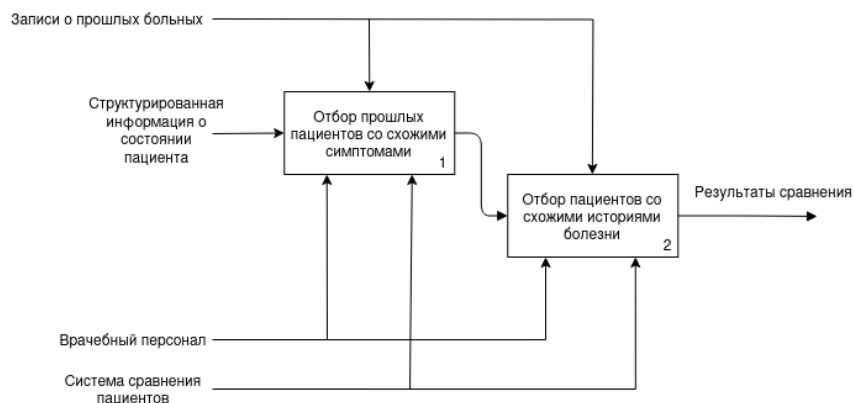 Записи о прошлых больных
Структурированная
информация о
состоянии
пациента
Отбор прошлых
пациентов со схожими
симптомами
1
Отбор пациентов со
схожими историями
болезни
2
Результаты сравнения
Врачебный персонал
Система сравнения
пациентов